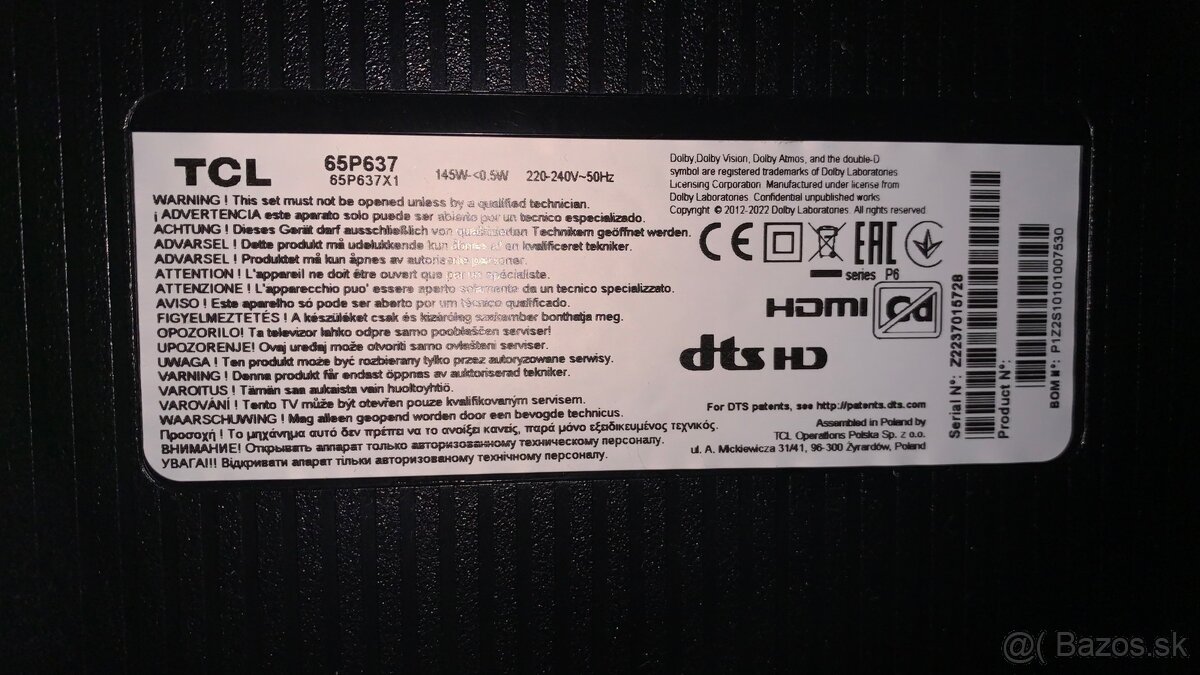 TCL
65P637
65P637X1
145W-<0.5W 220-240V~50Hz
WARNING ! This set must not be opened unless by a qualified technician.
¡ ADVERTENCIA este aparato solo puede ser abierto por un tecnico especializado.
ACHTUNG ! Dieses Gerät darf ausschließlich von qualifizierten Technikern geöffnet werden.
ADVARSEL ! Dette produkt må udelukkende kun åbnes af en kvalificeret tekniker.
ADVARSEL ! Produktet må kun åpnes av autoriserte personer.
ATTENTION ! L'appareil ne doit être ouvert que par un spécialiste.
ATTENZIONE ! L'apparecchio puo' essere aperto solamente da un tecnico specializzato.
AVISO ! Este aparelho só pode ser aberto por um técnico qualificado.
FIGYELMEZTETÉS ! A készüléket csak és kizárólag szakember bonthatja meg.
OPOZORILO! Ta televizor lahko odpre samo pooblaščen serviser!
UPOZORENJE! Ovaj uređaj može otvoriti samo ovlašteni serviser.
UWAGA ! Ten produkt może być rozbierany tylko przez autoryzowane serwisy.
VARNING ! Denna produkt får endast öppnas av auktoriserad tekniker.
VAROITUS ! Tämän saa aukaista vain huoltoyhtiö.
VAROVÁNÍ ! Tento TV může být otevřen pouze kvalifikovaným servisem.
WAARSCHUWING ! Mag alleen geopend worden door een bevoegde technicus.
Προσοχή ! Το μηχάνημα αυτό δεν πρέπει να το ανοίξει κανείς, παρά μόνο εξειδικευμένος τεχνικός.
ВНИМАНИЕ! Открывать аппарат только авторизованному техническому персоналу.
УВАГА!!! Відкривати апарат тільки авторизованому технічному персоналу.
Dolby,Dolby Vision, Dolby Atmos, and the double-D
symbol are registered trademarks of Dolby Laboratories
Licensing Corporation. Manufactured under license from
Dolby Laboratories. Confidential unpublished works
Copyright © 2012-2022 Dolby Laboratories. All rights reserved.
CE EAC
series P6
HDMI Cd
dts HD
For DTS patents, see http://patents.dts.com
Assembled in Poland by
TCL Operations Polska Sp. z o.o.
ul. A. Mickiewicza 31/41, 96-300 Żyrardów, Poland
Serial N°: Z2237015728
Product N°:
BOM N°: P1Z2S10101007530
@( Bazos.sk